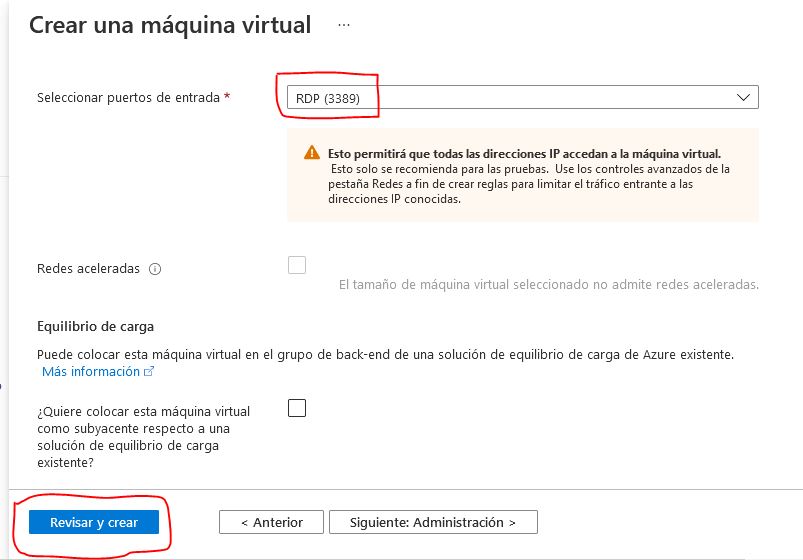 Crear una máquina virtual ...
Seleccionar puertos de entrada *
RDP (3389)
Esto permitirá que todas las direcciones IP accedan a la máquina virtual.
Esto solo se recomienda para las pruebas. Use los controles avanzados de la
pestaña Redes a fin de crear reglas para limitar el tráfico entrante a las
direcciones IP conocidas.
Redes aceleradas
El tamaño de máquina virtual seleccionado no admite redes aceleradas.
Equilibrio de carga
Puede colocar esta máquina virtual en el grupo de back-end de una solución de equilibrio de carga de Azure existente.
Más información
¿Quiere colocar esta máquina virtual
como subyacente respecto a una
solución de equilibrio de carga
existente?
Revisar y crear
< Anterior
Siguiente: Administración >